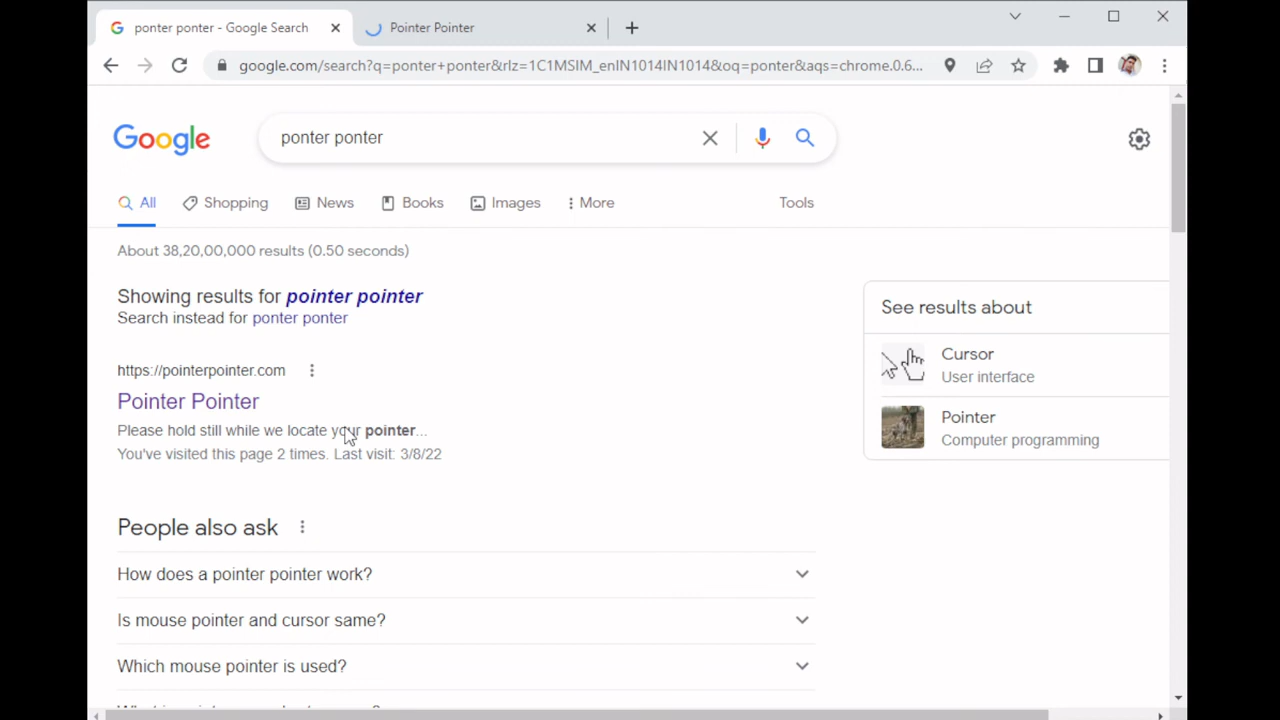 ponter ponter - Google Search
Pointer Pointer
google.com/search?q=ponter+ponter&rlz=1C1MSIM_enIN1014IN1014&oq=ponter&aqs=chrome.0.6...
Google
ponter ponter
All
Shopping
News
Books
Images
More
Tools
About 38,20,00,000 results (0.50 seconds)
Showing results for pointer pointer
Search instead for ponter ponter
https://pointerpointer.com
Pointer Pointer
Please hold still while we locate your pointer...
You've visited this page 2 times. Last visit: 3/8/22
See results about
Cursor
User interface
Pointer
Computer programming
People also ask
How does a pointer pointer work?
Is mouse pointer and cursor same?
Which mouse pointer is used?